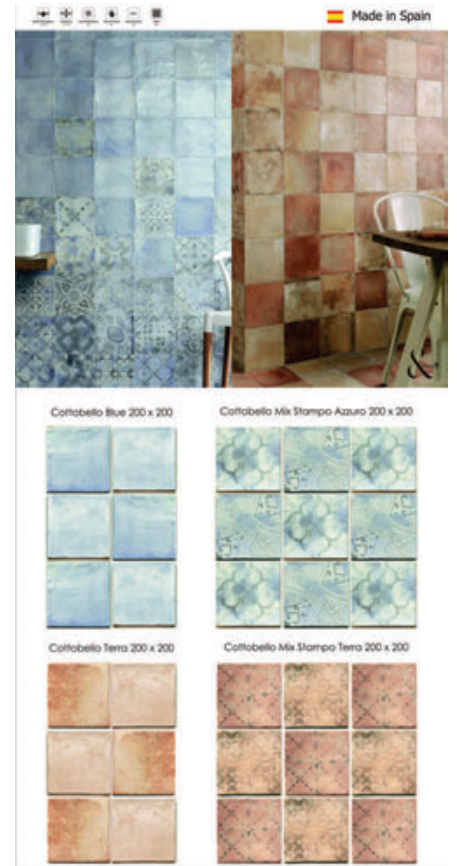 Made in Spain
&
Cottobello Blue 200 x 200
Cottobello Mix Stampo Azzuro 200 x 200
Cottobello Terra 200 x 200
Cottobello Mix Stampo Terra 200 x 200